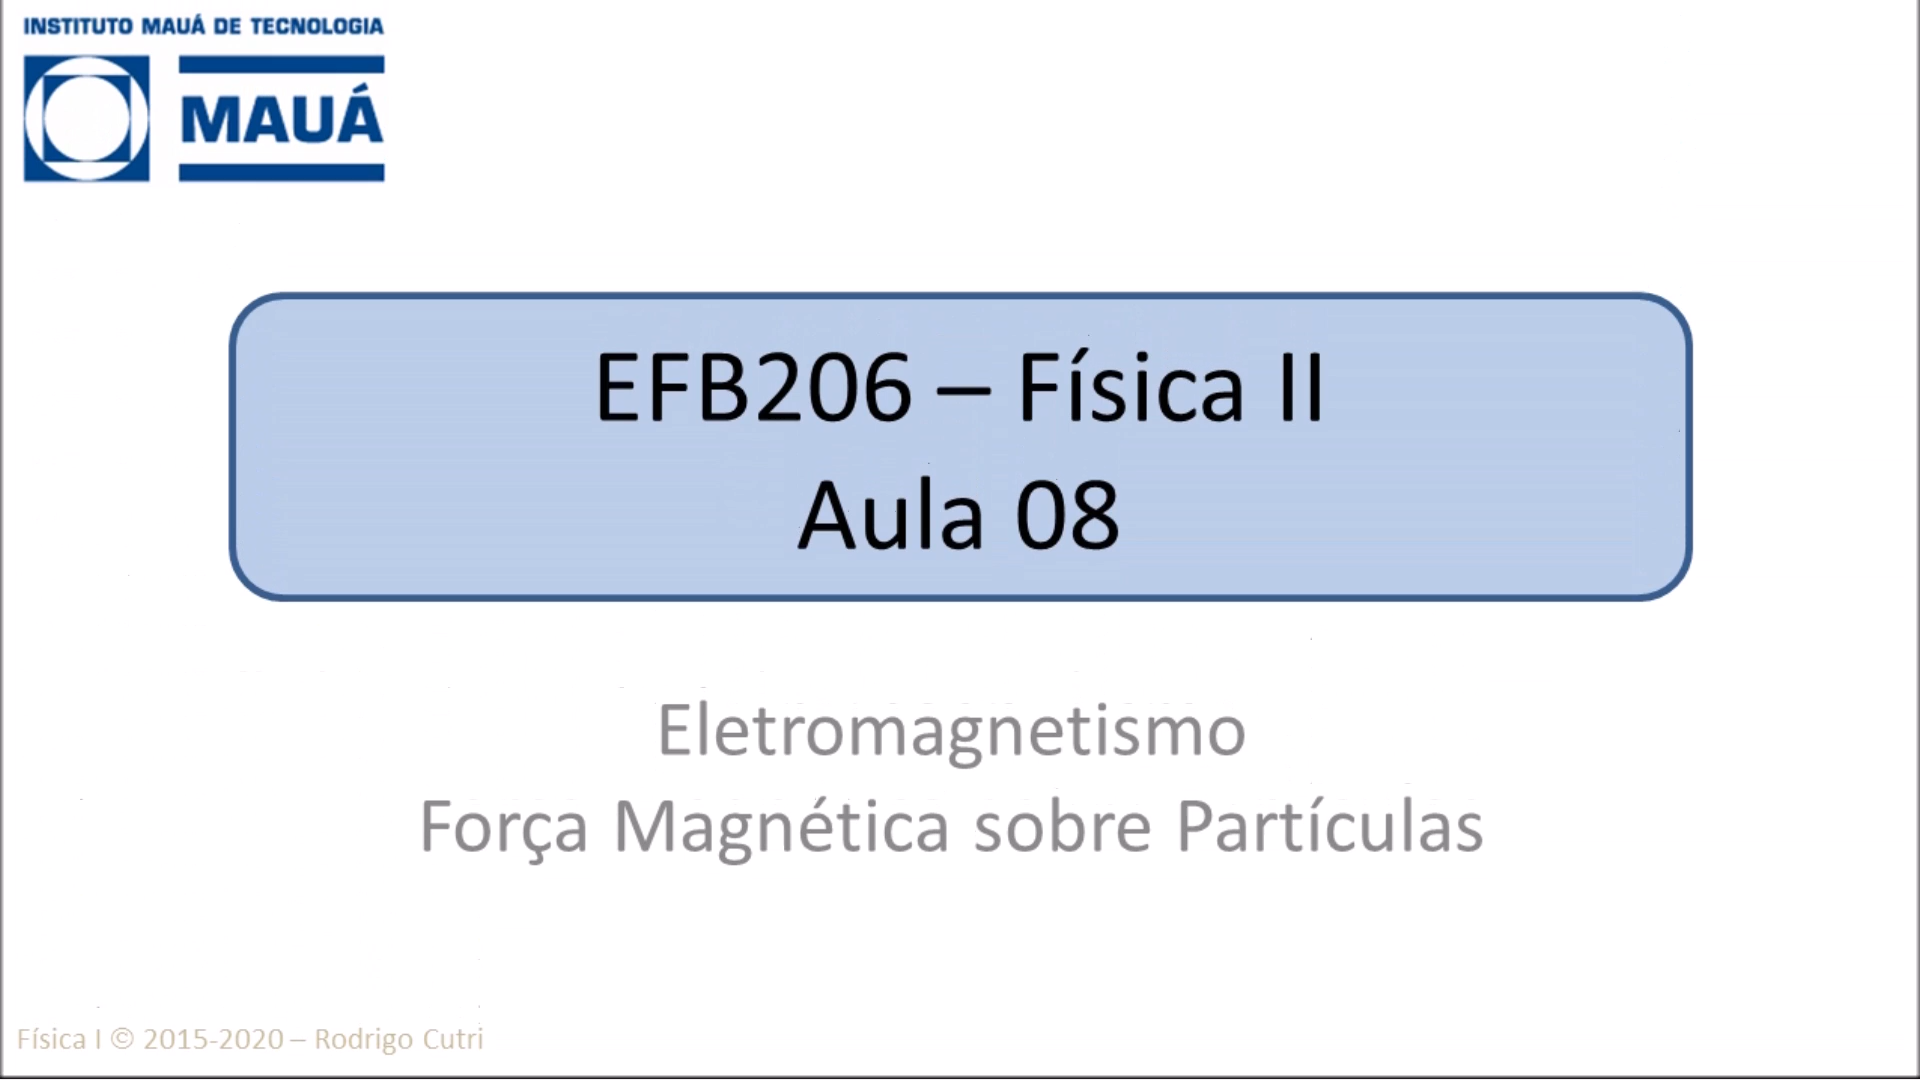 INSTITUTO MAUÁ DE TECNOLOGIA
MAUÁ
EFB206 – Física II
Aula 08
Eletromagnetismo
Força Magnética sobre Partículas
Física I © 2015-2020 – Rodrigo Cutri